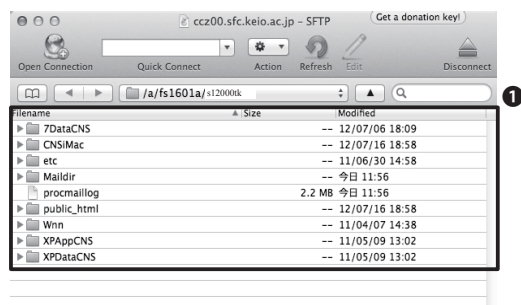 ccz00.sfc.keio.ac.jp – SFTP
Get a donation key!
Open Connection Quick Connect Action Refresh Edit Disconnect
/a/fs1601a/s12000tk
❶
Filename Size Modified
7DataCNS -- 12/07/06 18:09
CNSiMac -- 12/07/16 18:58
etc -- 11/06/30 14:58
Maildir -- 今日 11:56
procmaillog 2.2 MB 今日 11:56
public_html -- 12/07/16 18:58
Wnn -- 11/04/07 14:38
XPAppCNS -- 11/05/09 13:02
XPDataCNS -- 11/05/09 13:02